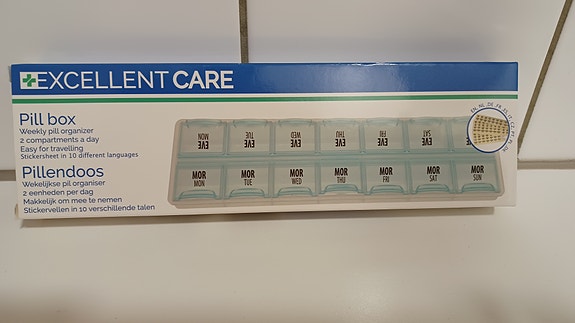 EXCELLENT CARE
Pill box
Weekly pill organizer
2 compartments a day
Easy for travelling
Stickersheet in 10 different languages
Pillendoos
Wekelijkse pil organiser
2 eenheden per dag
Makkelijk om mee te nemen
Stickervellen in 10 verschillende talen
EVE MON
EVE TUE
EVE WED
EVE THU
EVE FRI
EVE SAT
EVE
MOR MON
MOR TUE
MOR WED
MOR THU
MOR FRI
MOR SAT
MOR SUN